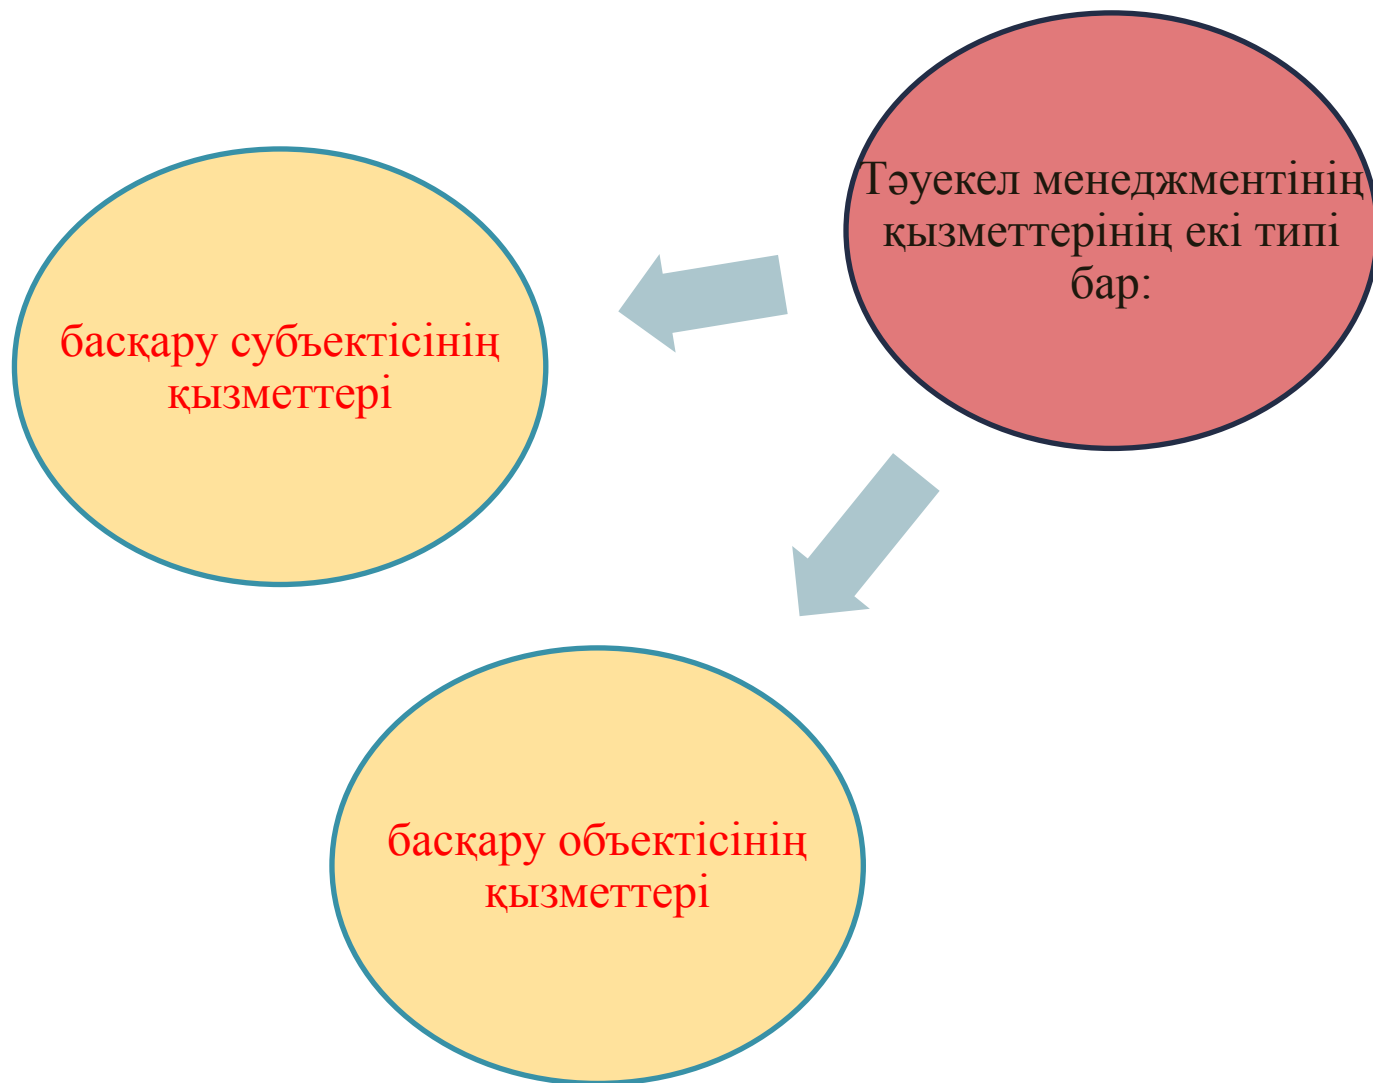 Тәуекел менеджментінің
қызметтерінің екі типі
бар:
басқару субъектісінің
қызметтері
басқару объектісінің
қызметтері